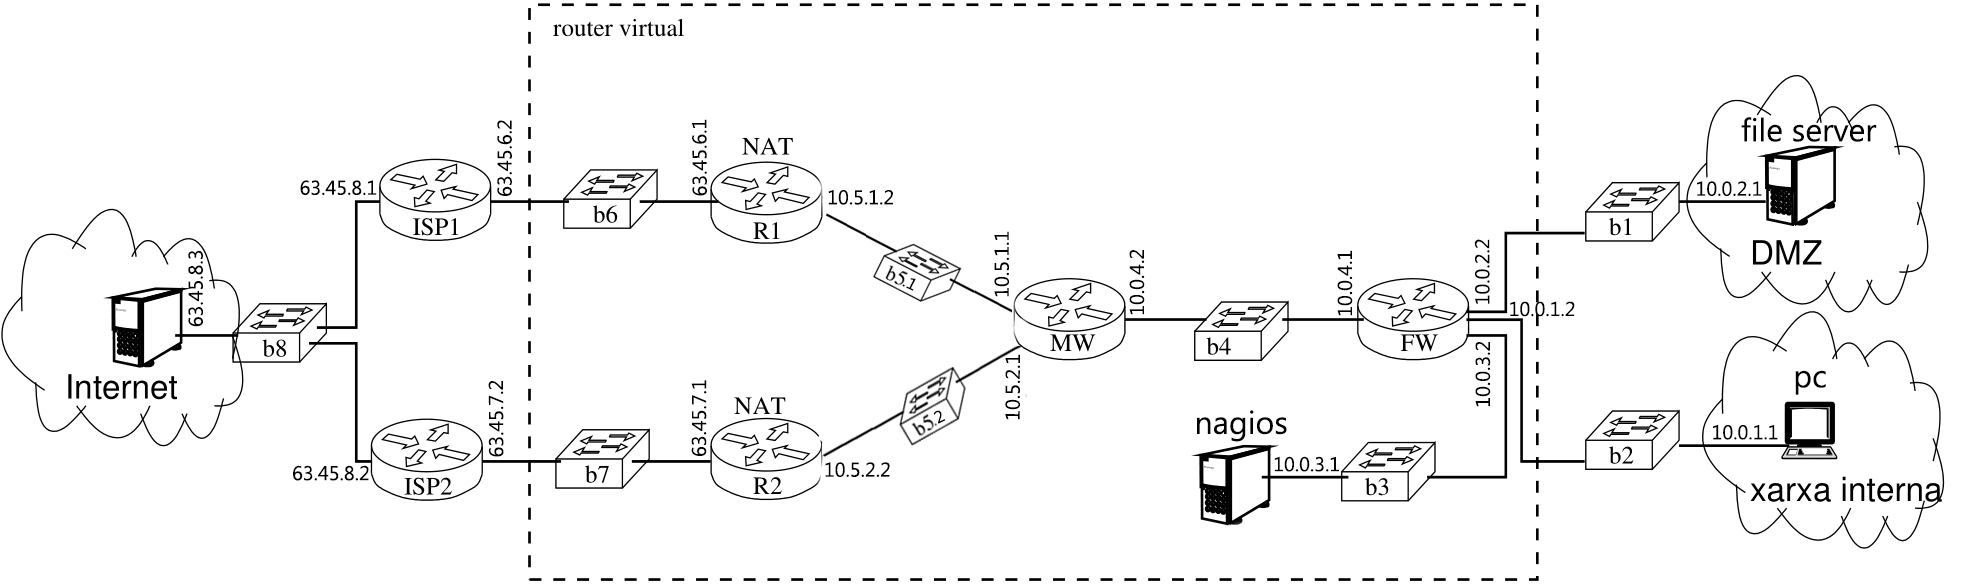 router virtual
63.45.8.3
Internet
b8
63.45.8.1
ISP1
63.45.6.2
b6
63.45.6.1
NAT
R1
10.5.1.2
b5.1
10.5.1.1
63.45.8.2
ISP2
63.45.7.2
b7
63.45.7.1
NAT
R2
10.5.2.2
b5.2
10.5.2.1
MW
10.0.4.2
b4
10.0.4.1
FW
10.0.2.2
10.0.1.2
10.0.3.2
nagios
10.0.3.1
b3
b1
10.0.2.1
file server
DMZ
b2
10.0.1.1
pc
xarxa interna